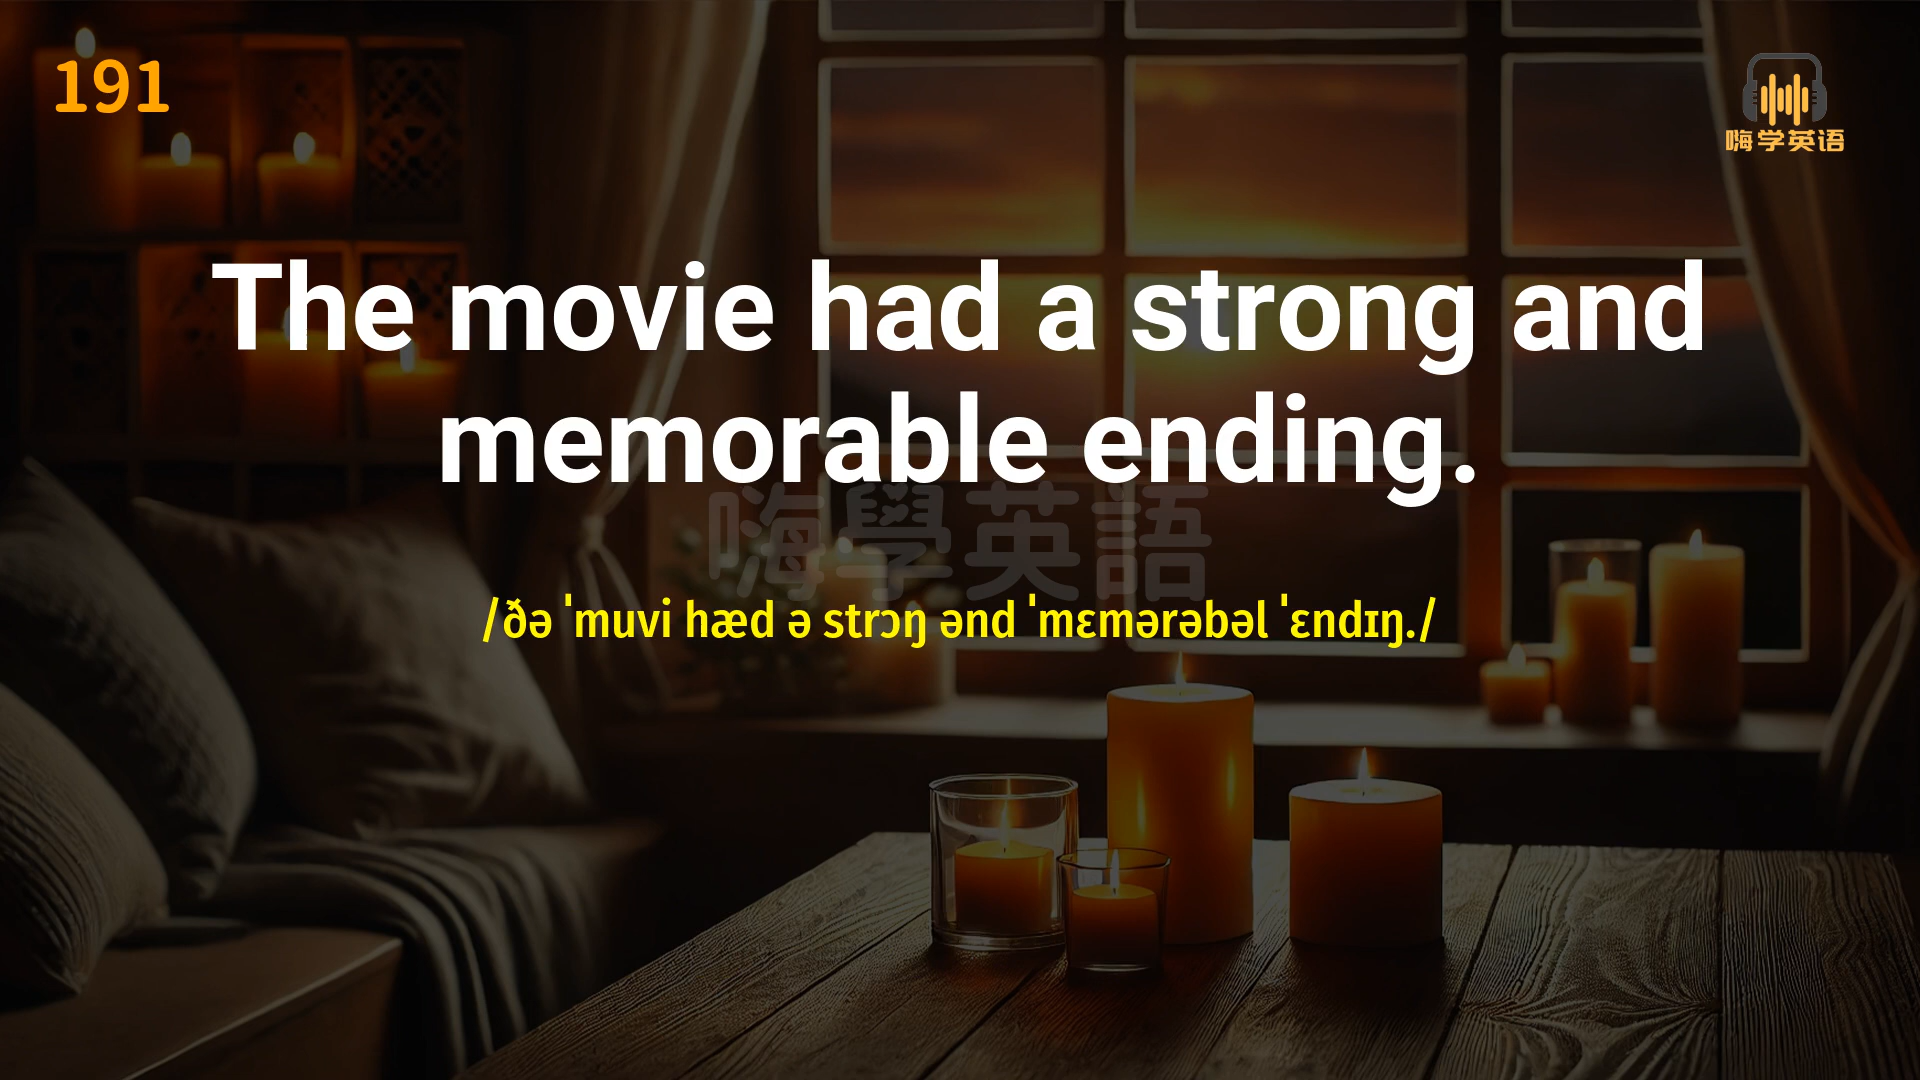 191
嗨学英语
The movie had a strong and
memorable ending.
嗨學英語
/ðə ˈmuvi hæd ə strɔŋ ənd ˈmɛmərəbəl ˈɛndɪŋ./